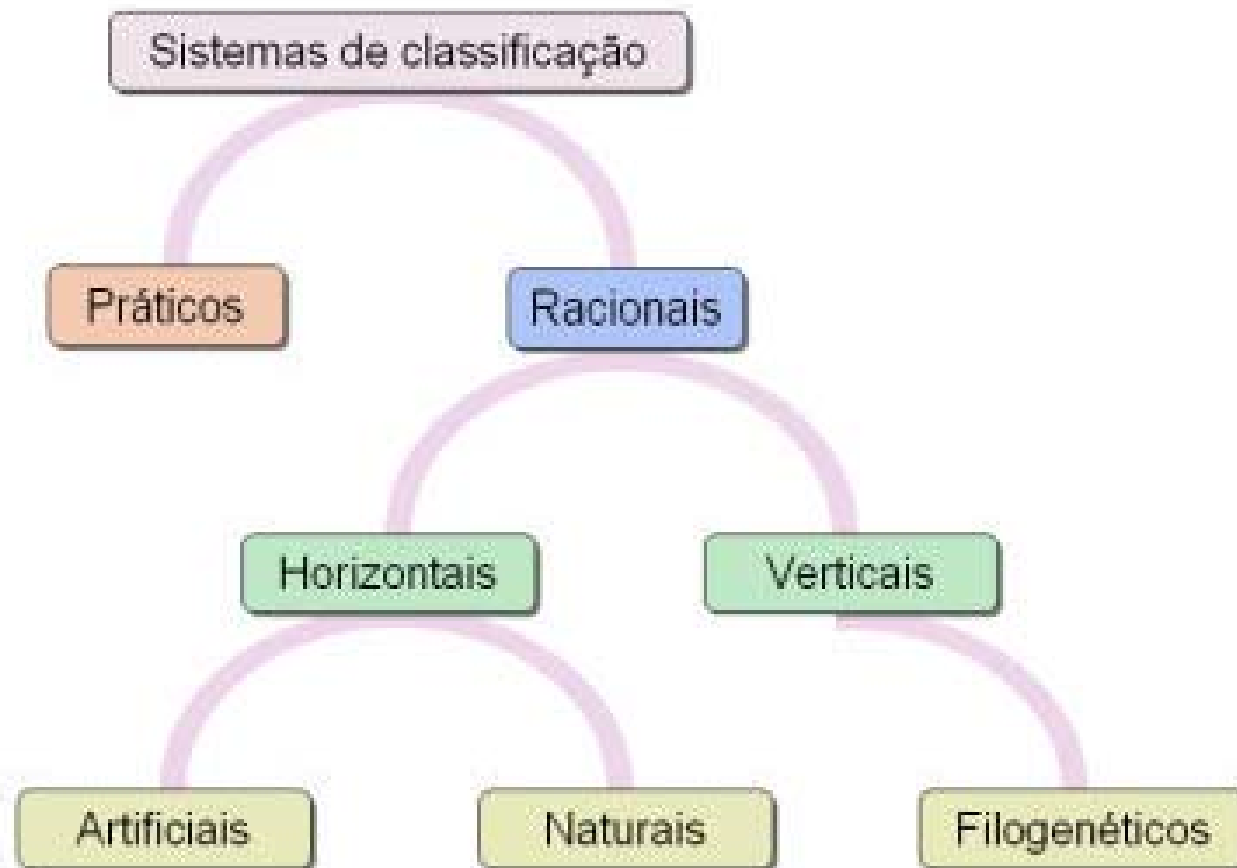 Sistemas de classificação
Práticos
Racionais
Horizontais
Verticais
Artificiais
Naturais
Filogenéticos